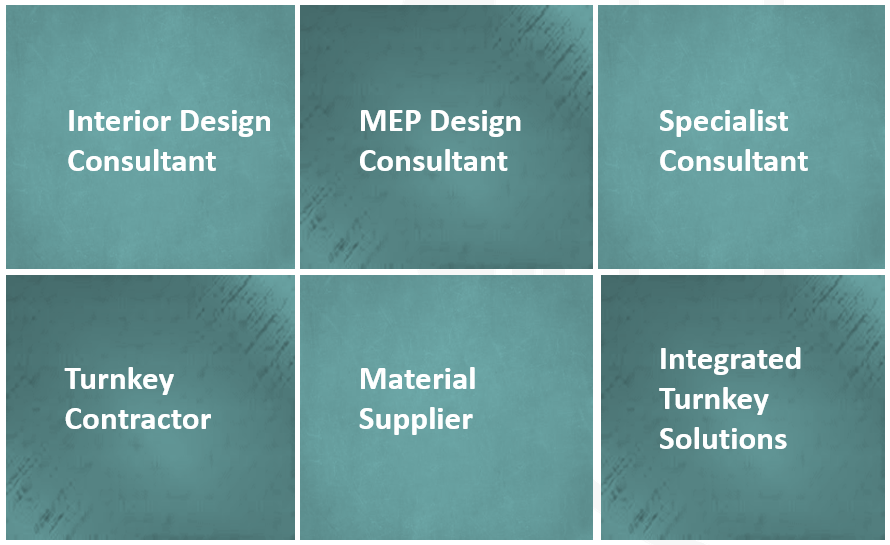 Interior Design
Consultant
MEP Design
Consultant
Specialist
Consultant
Turnkey
Contractor
Material
Supplier
Integrated
Turnkey
Solutions